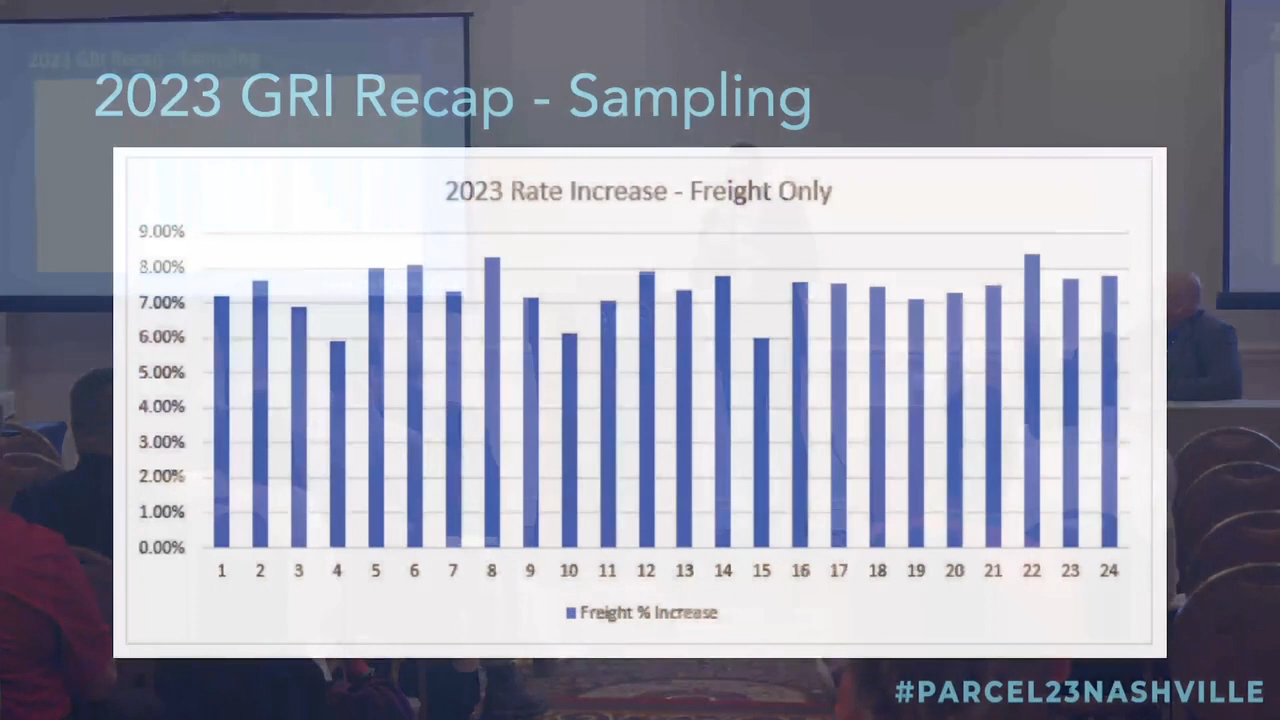 2023 GRI Recap - Sampling
2023 Rate Increase - Freight Only
9.00%
8.00%
7.00%
6.00%
5.00%
4.00%
3.00%
2.00%
1.00%
0.00%
1 2 3 4 5 6 7 8 9 10 11 12 13 14 15 16 17 18 19 20 21 22 23 24
Freight % Increase
#PARCEL23NASHVILLE